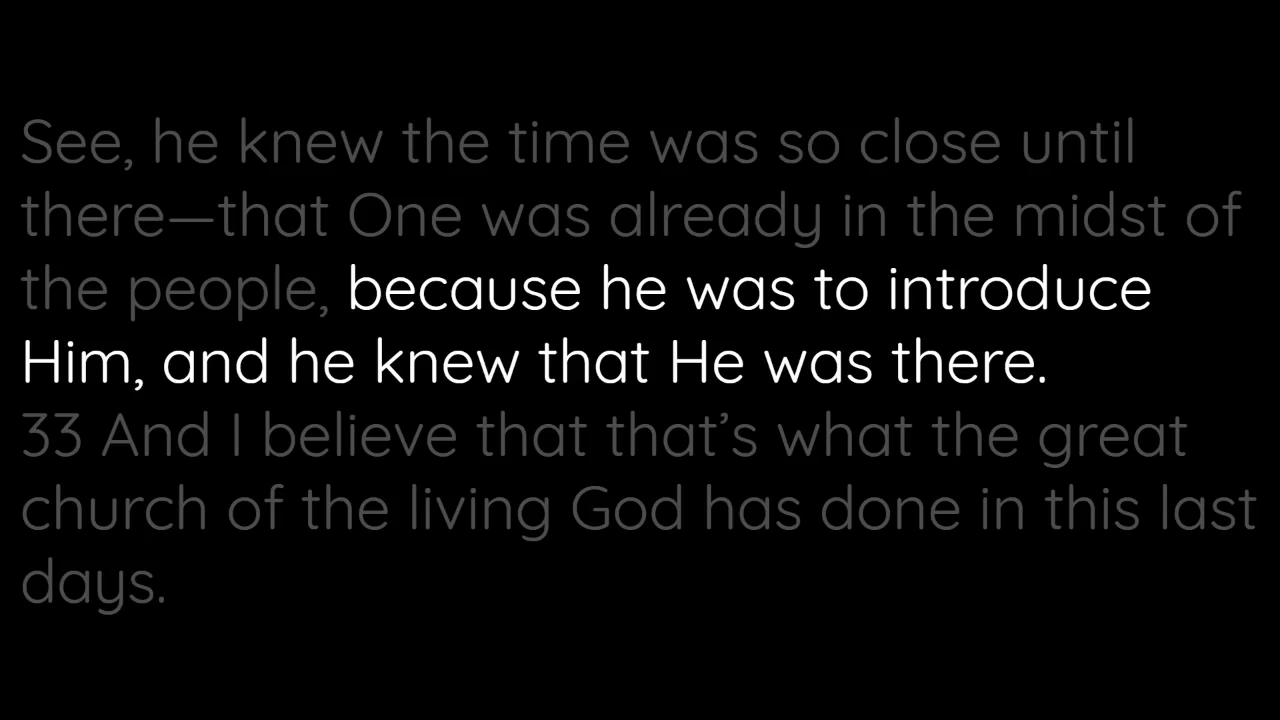 See, he knew the time was so close until
there—that One was already in the midst of
the people, because he was to introduce
Him, and he knew that He was there.
33 And I believe that that’s what the great
church of the living God has done in this last
days.